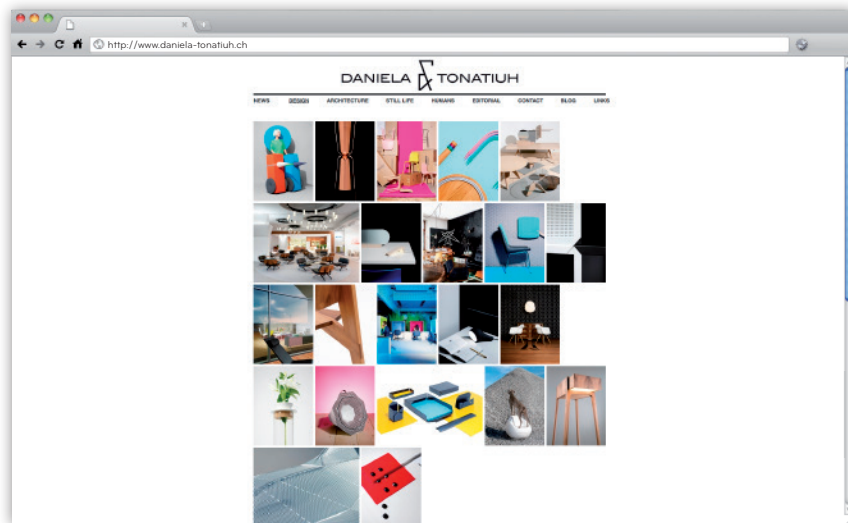 http://www.daniela-tonatiuh.ch
DANIELA & TONATIUH
NEWS DESIGN ARCHITECTURE STILL LIFE HUMANS EDITORIAL CONTACT BLOG LINKS